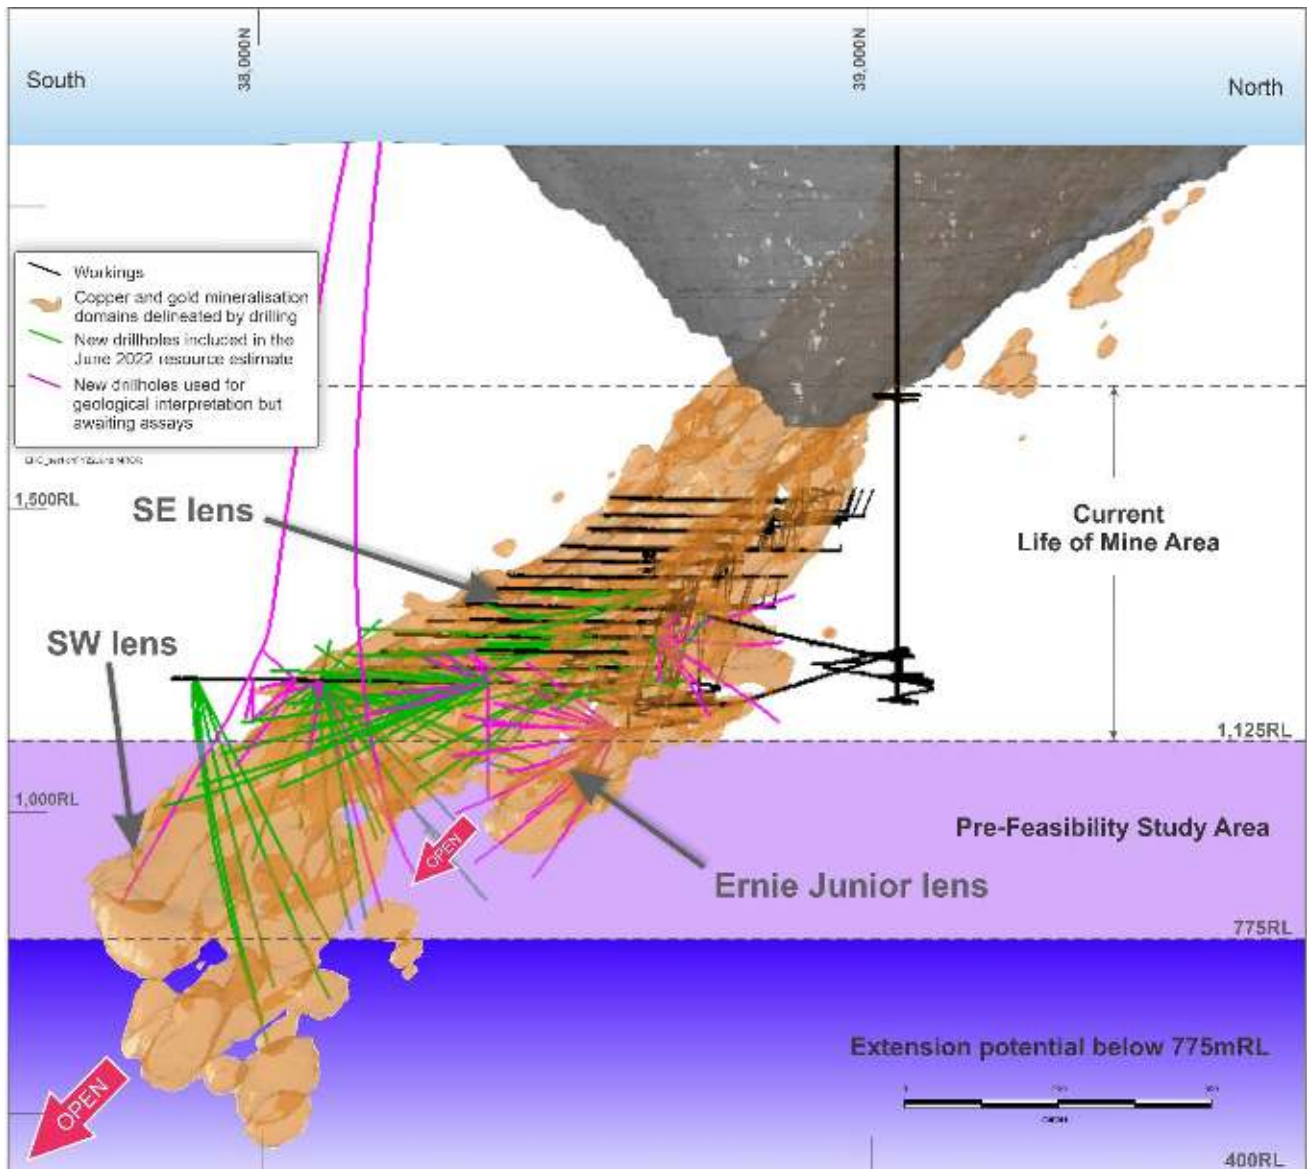 38,000N
39,000N
South
North
Workings
Copper and gold mineralisation
domains delineated by drilling
New drillholes included in the
June 2022 resource estimate
New drillholes used for
geological interpretation but
awaiting assays
1,500RL
SE lens
Current
Life of Mine Area
SW lens
1,125RL
1,000RL
Pre-Feasibility Study Area
OPEN
Ernie Junior lens
775RL
Extension potential below 775mRL
OPEN
400RL